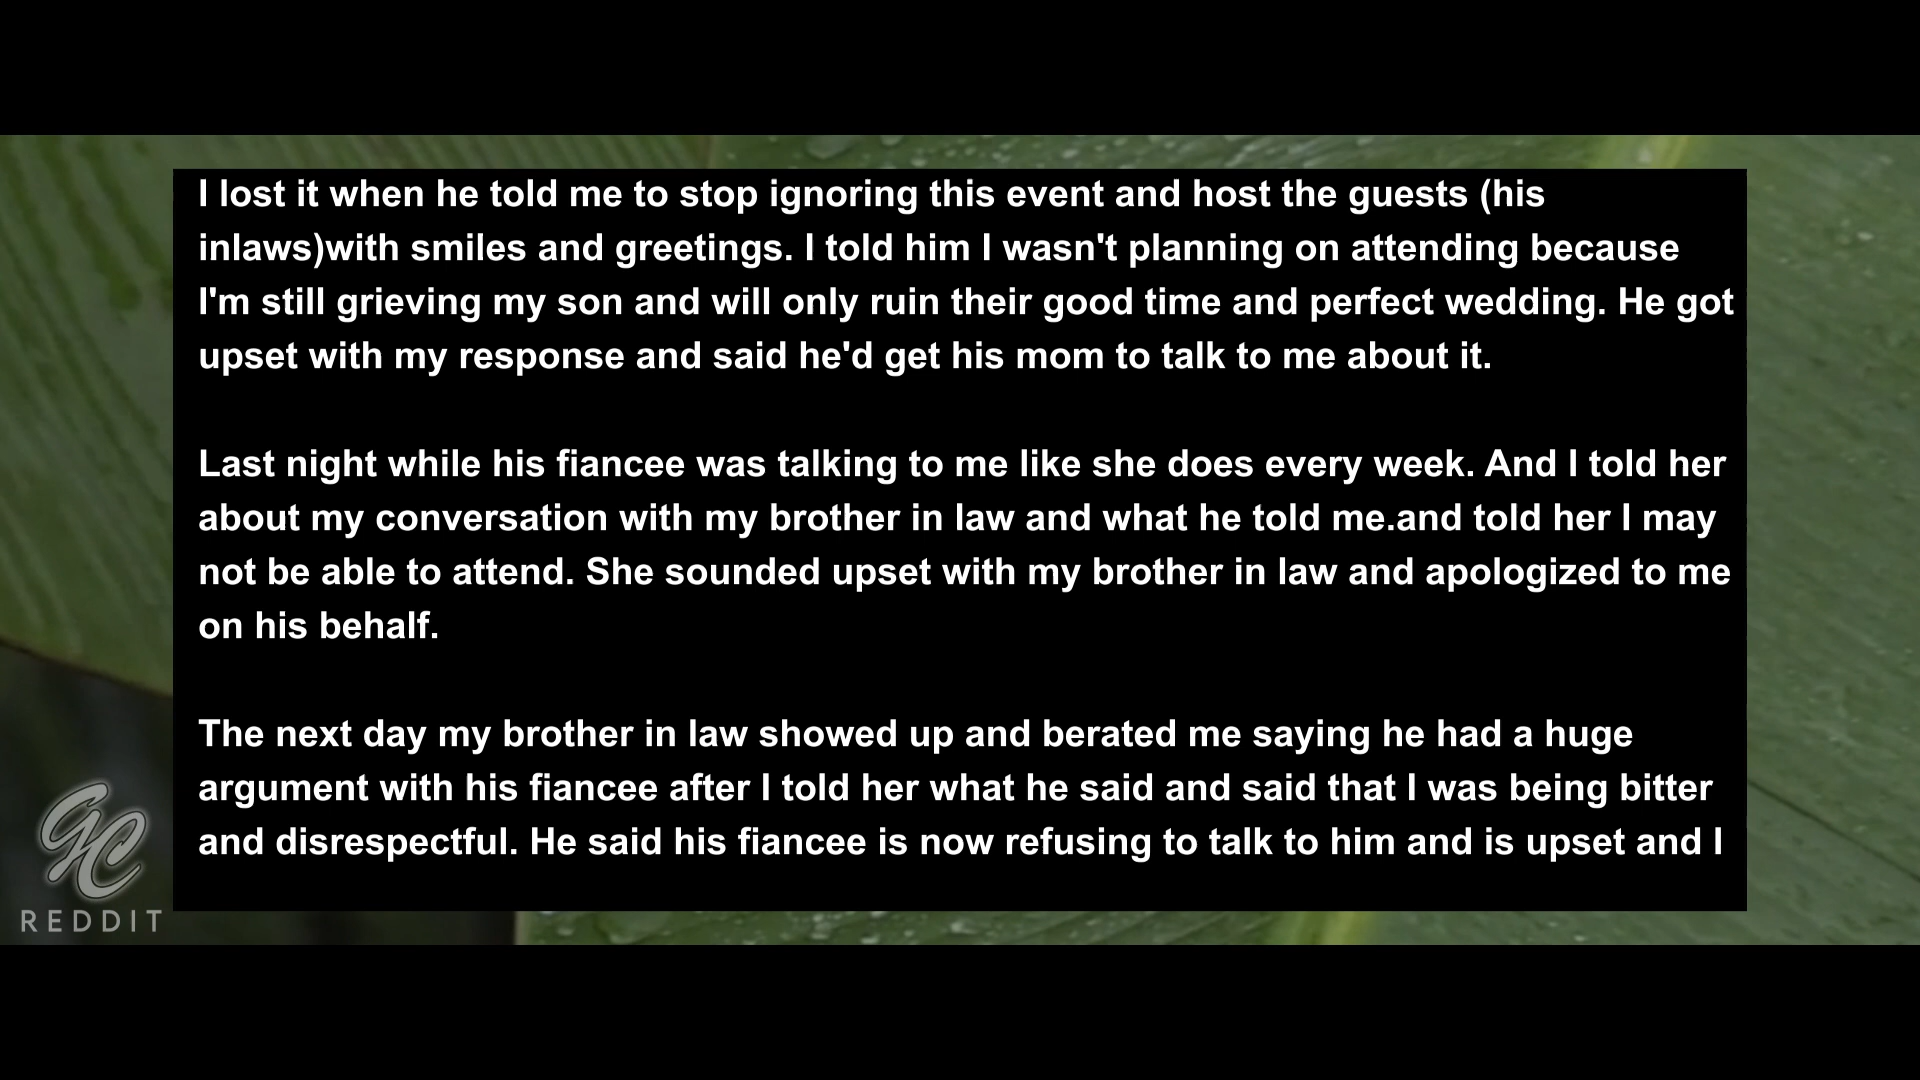 I lost it when he told me to stop ignoring this event and host the guests (his
inlaws)with smiles and greetings. I told him I wasn't planning on attending because
I'm still grieving my son and will only ruin their good time and perfect wedding. He got
upset with my response and said he'd get his mom to talk to me about it.
Last night while his fiancee was talking to me like she does every week. And I told her
about my conversation with my brother in law and what he told me.and told her I may
not be able to attend. She sounded upset with my brother in law and apologized to me
on his behalf.
The next day my brother in law showed up and berated me saying he had a huge
argument with his fiancee after I told her what he said and said that I was being bitter
and disrespectful. He said his fiancee is now refusing to talk to him and is upset and I
GC
REDDIT